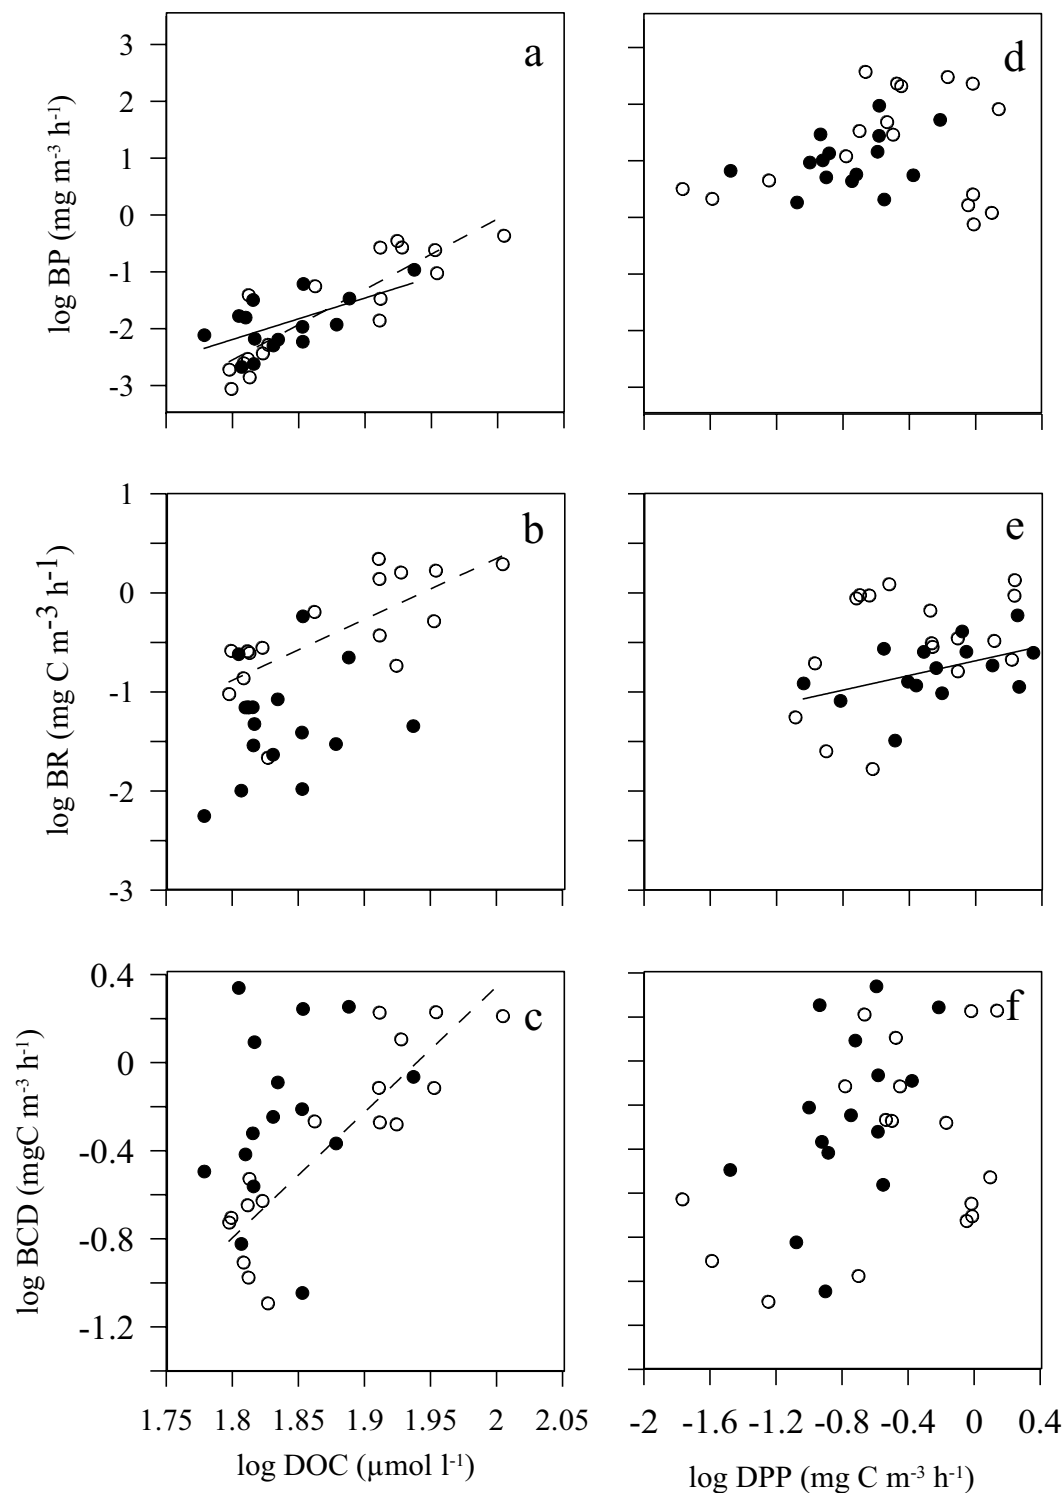 a
d
3
2
1
0
-1
-2
-3
log BP (mg m-3 h-1)
b
e
1
0
-1
-2
-3
log BR (mg C m-3 h-1)
c
f
0.4
0
-0.4
-0.8
-1.2
log BCD (mgC m-3 h-1)
1.75 1.8 1.85 1.9 1.95 2 2.05
-2 -1.6 -1.2 -0.8 -0.4 0 0.4
log DOC (µmol l-1)
log DPP (mg C m-3 h-1)